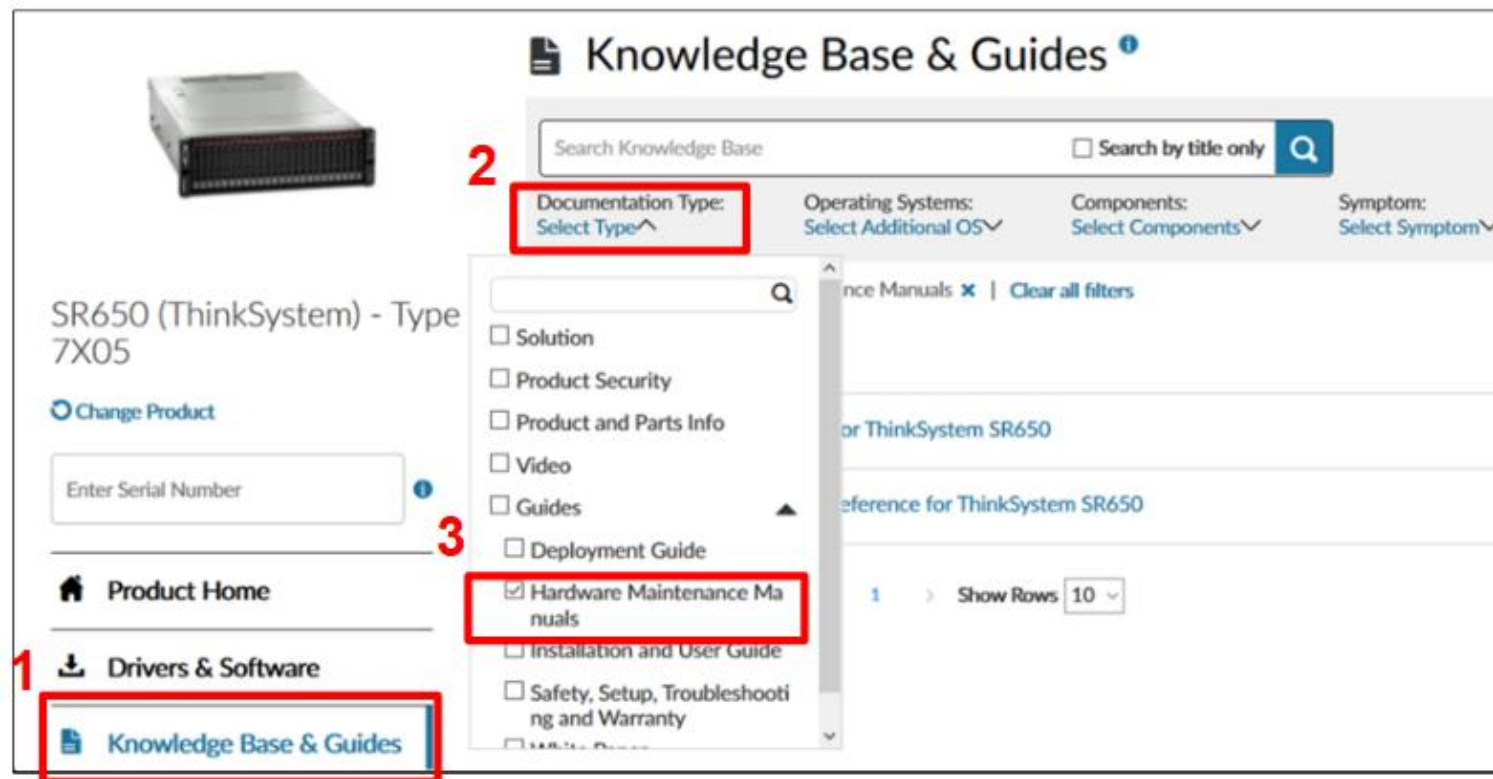 Knowledge Base & Guides
Search Knowledge Base
Search by title only
2
Documentation Type:
Select Type
Operating Systems:
Select Additional OS
Components:
Select Components
Symptom:
Select Symptom
nce Manuals × | Clear all filters
SR650 (ThinkSystem) - Type
7X05
Change Product
Enter Serial Number
Solution
Product Security
Product and Parts Info
Video
Guides
3
Deployment Guide
Hardware Maintenance Ma
nuals
Installation and User Guide
Safety, Setup, Troubleshooti
ng and Warranty
White Paper
or ThinkSystem SR650
eference for ThinkSystem SR650
1
Show Rows 10
Product Home
1
Drivers & Software
Knowledge Base & Guides